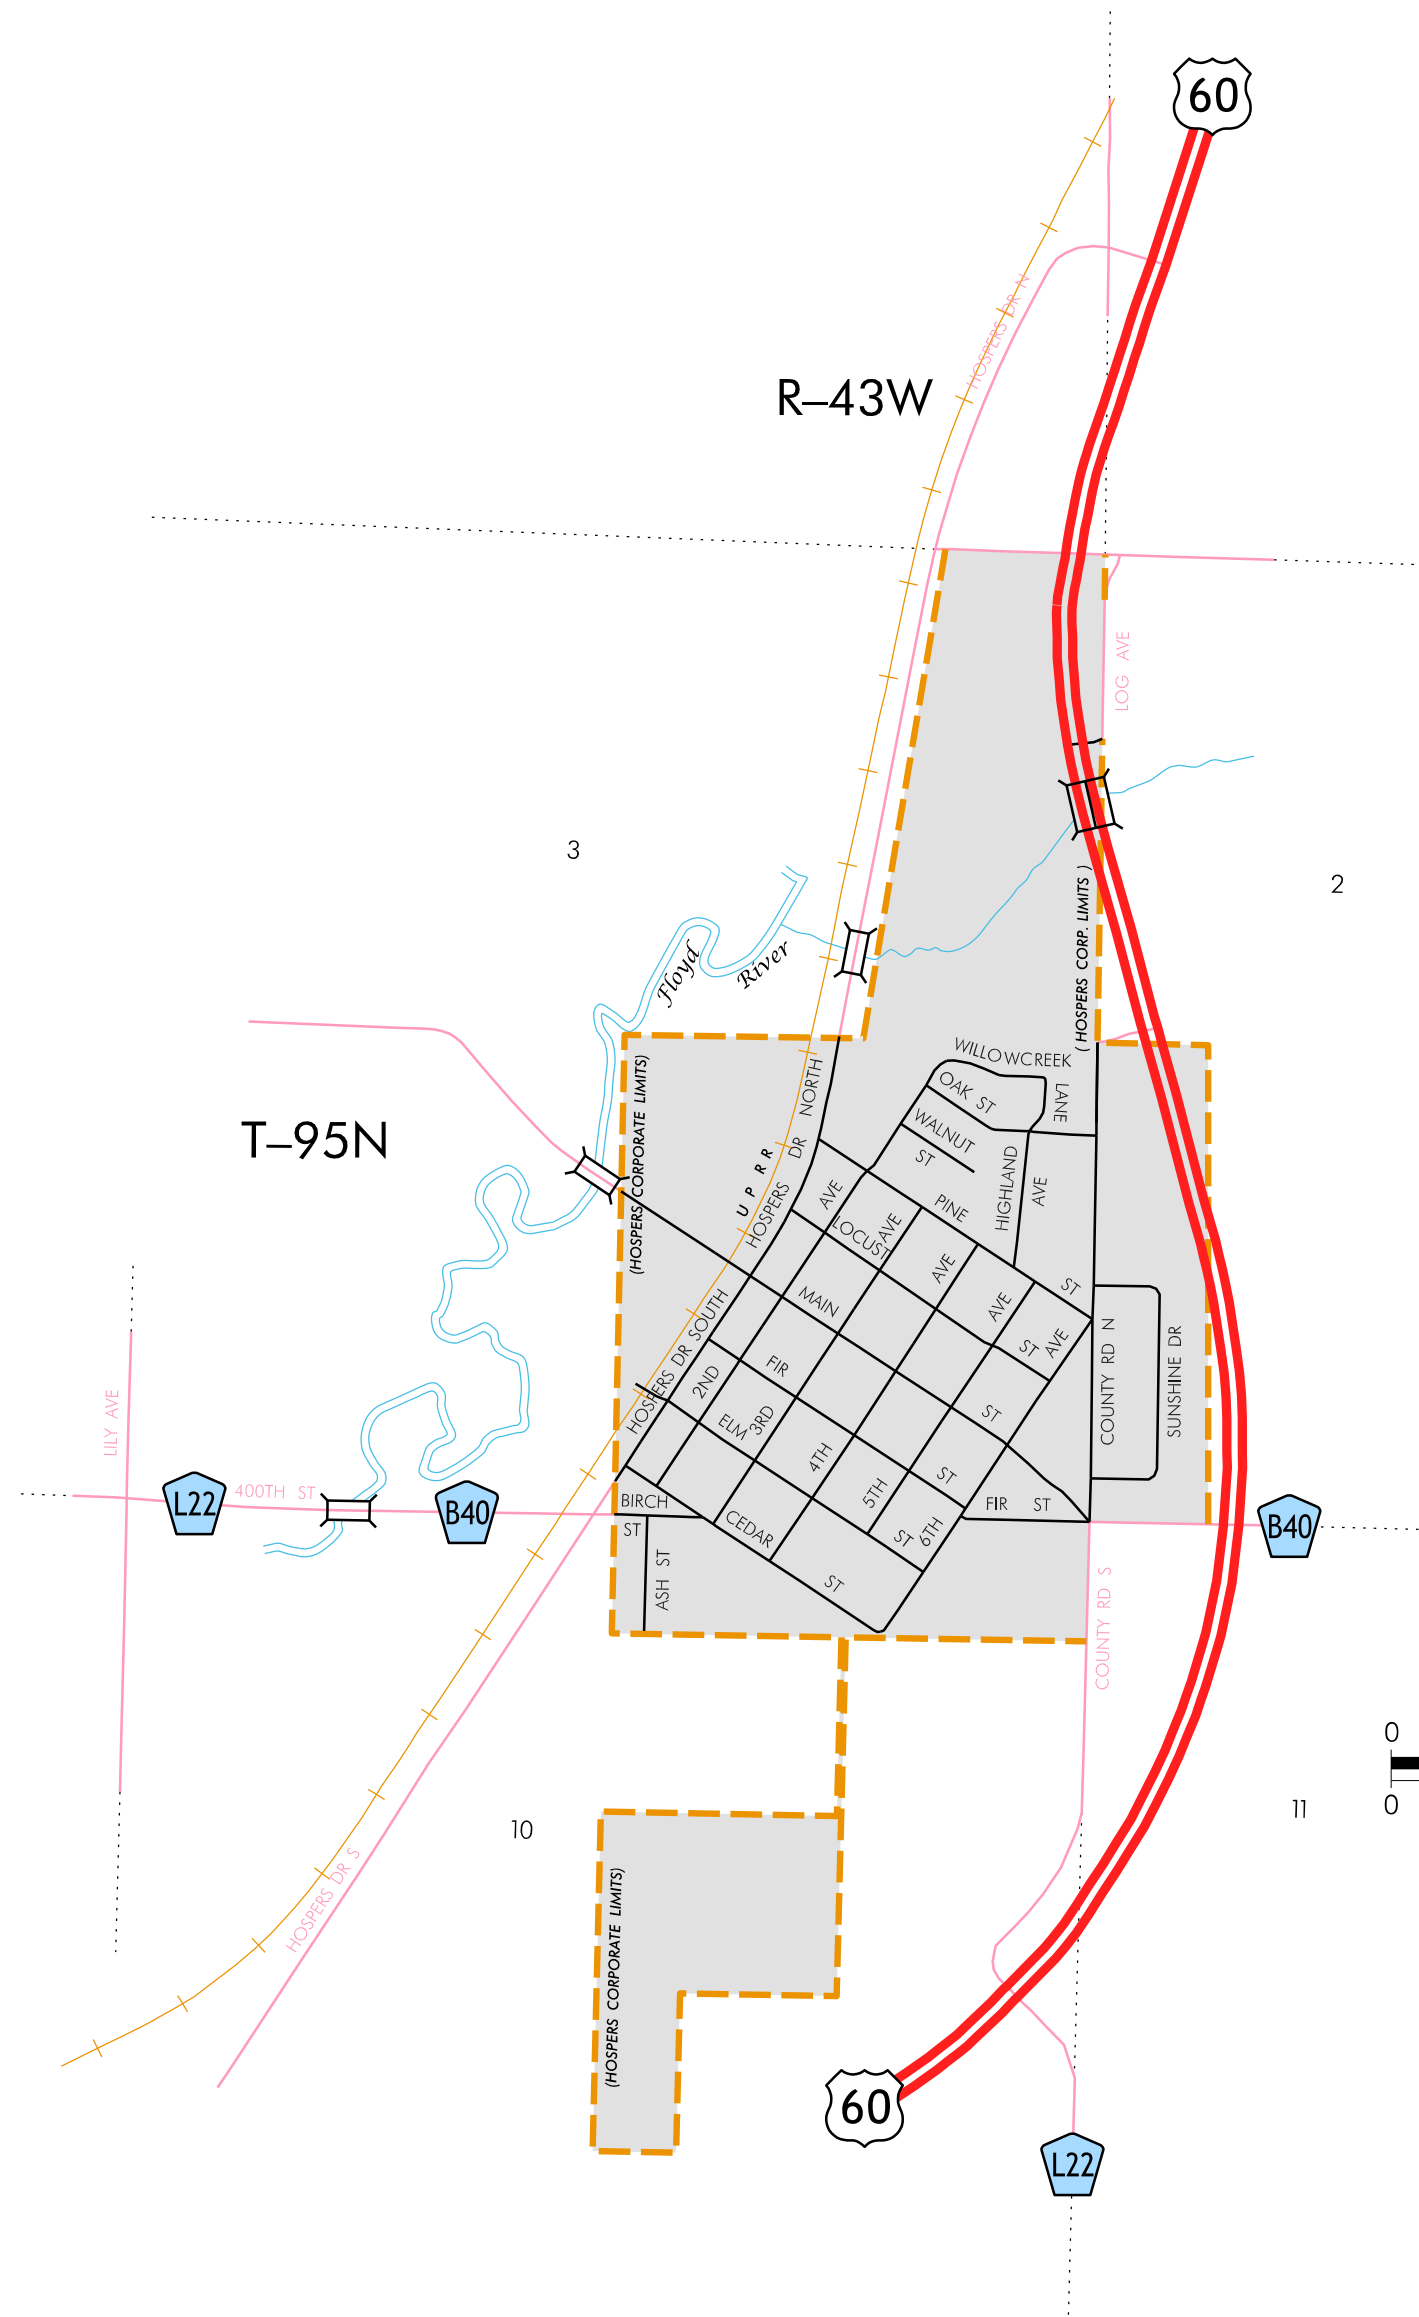 60
HOSPERS DR N
R–43W
LOG AVE
3
2
(HOSPERS CORP. LIMITS)
Floyd River
WILLOWCREEK LANE
OAK ST
WALNUT ST
(HOSPERS CORPORATE LIMITS)
T–95N
HOSPERS DR NORTH
U P R R
HIGHLAND AVE
PINE ST
LOCUST ST
AVE
AVE
AVE
AVE
AVE
MAIN ST
HOSPERS DR SOUTH
2ND
3RD
4TH
5TH
6TH
FIR ST
ELM ST
COUNTY RD N
SUNSHINE DR
LILY AVE
L22
400TH ST
B40
BIRCH ST
CEDAR ST
FIR ST
B40
ASH ST
COUNTY RD S
0
0
10
11
HOSPERS DR S
(HOSPERS CORPORATE LIMITS)
60
L22